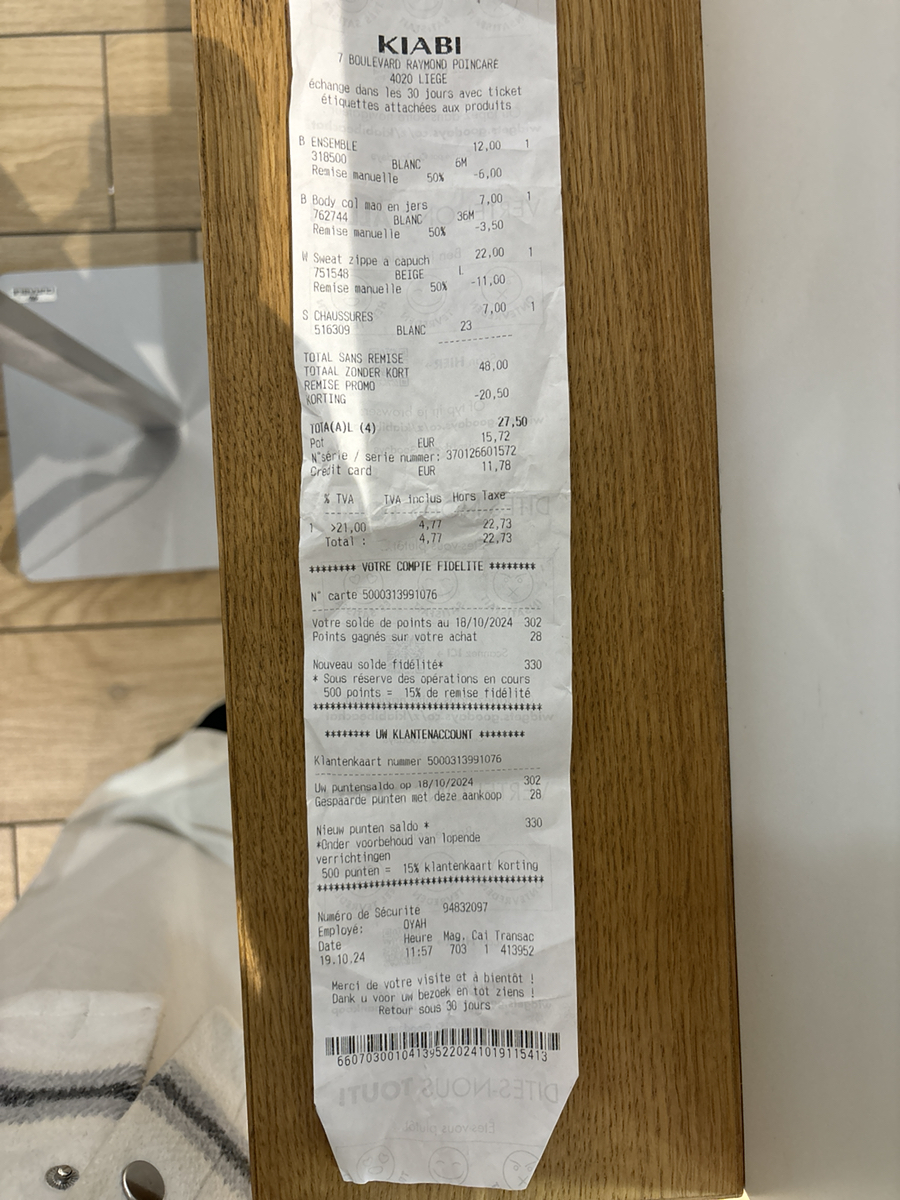 KIABI
7 BOULEVARD RAYMOND POINCARE
4020 LIEGE
échange dans les 30 jours avec ticket
étiquettes attachées aux produits
B ENSEMBLE 12,00 1
318500 BLANC 6M
Remise manuelle 50% -6,00
B Body col mao en jers 7,00 1
762744 BLANC 36M
Remise manuelle 50% -3,50
W Sweat zippe a capuch 22,00 1
751548 BEIGE L
Remise manuelle 50% -11,00
S CHAUSSURES 7,00 1
516309 BLANC 23
------------
TOTAL SANS REMISE
TOTAAL ZONDER KORT 48,00
REMISE PROMO
KORTING -20,50
TOTA(A)L (4) 27,50
Pot EUR 15,72
N°série / serie nummer: 370126601572
Crédit card EUR 11,78
% TVA TVA inclus Hors Taxe
1 >21,00 4,77 22,73
Total : 4,77 22,73
******** VOTRE COMPTE FIDELITE ********
N° carte 5000313991076
Votre solde de points au 18/10/2024 302
Points gagnés sur votre achat 28
Nouveau solde fidélité* 330
* Sous réserve des opérations en cours
500 points = 15% de remise fidélité
****************************************
******** UW KLANTENACCOUNT ********
Klantenkaart nummer 5000313991076
Uw puntensaldo op 18/10/2024 302
Gespaarde punten met deze aankoop 28
Nieuw punten saldo * 330
*Onder voorbehoud van lopende
verrichtingen
500 punten = 15% klantenkaart korting
****************************************
Numéro de Sécurité 94832097
Employé: OYAH
Date Heure Mag. Cai Transac
19.10.24 11:57 703 1 413952
Merci de votre visite et à bientôt !
Dank u voor uw bezoek en tot ziens !
Retour sous 30 jours
660703001041395220241019115413